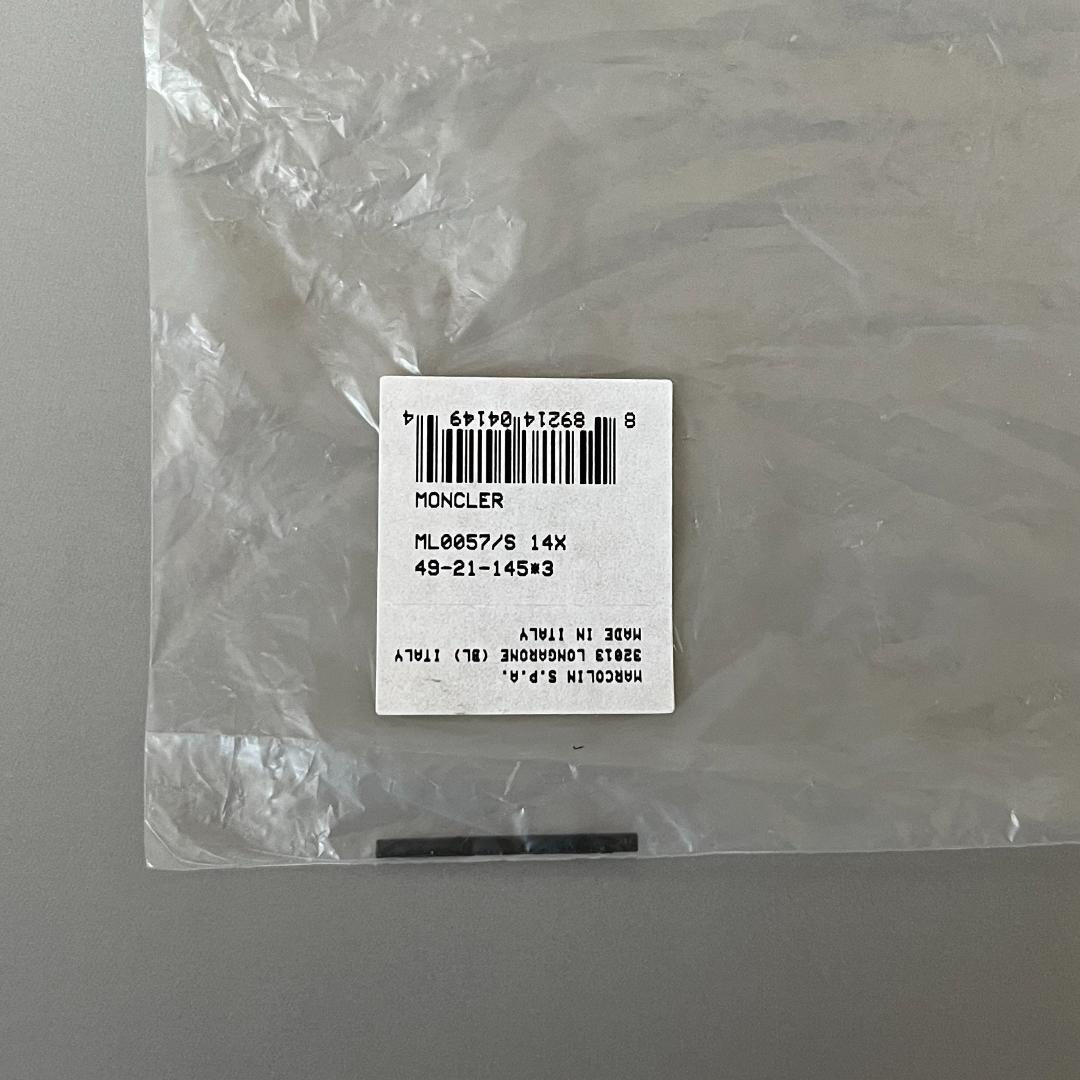 8 89214 04149 4
MONCLER
ML0057/S 14X
49-21-145*3
MARCOLIN S.P.A.
32013 LONGARONE (BL) ITALY
MADE IN ITALY